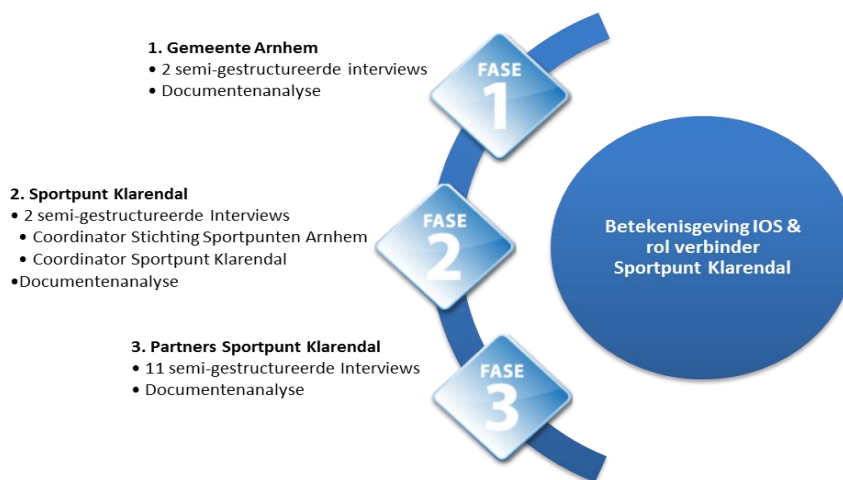 1. Gemeente Arnhem
• 2 semi-gestructureerde interviews
• Documentenanalyse
FASE
1
2. Sportpunt Klarendal
• 2 semi-gestructureerde Interviews
• Coordinator Stichting Sportpunten Arnhem
• Coordinator Sportpunt Klarendal
•Documentenanalyse
FASE
2
3. Partners Sportpunt Klarendal
• 11 semi-gestructureerde Interviews
• Documentenanalyse
FASE
3
Betekenisgeving IOS &
rol verbinder
Sportpunt Klarendal